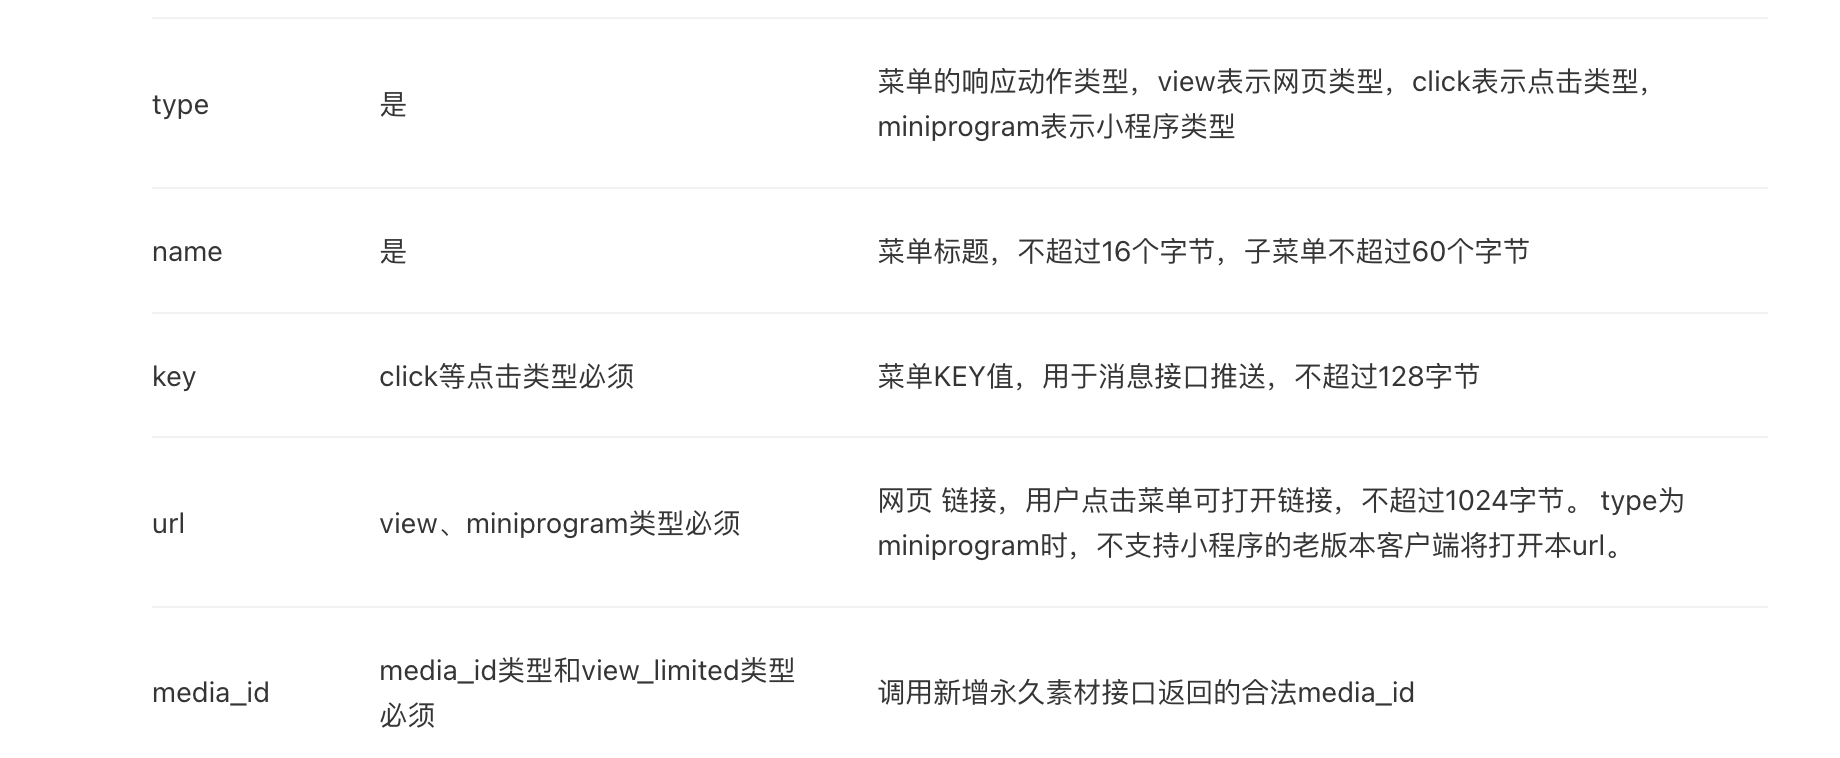 type
是
菜单的响应动作类型，view表示网页类型，click表示点击类型，
miniprogram表示小程序类型
name
是
菜单标题，不超过16个字节，子菜单不超过60个字节
key
click等点击类型必须
菜单KEY值，用于消息接口推送，不超过128字节
url
view、miniprogram类型必须
网页 链接，用户点击菜单可打开链接，不超过1024字节。 type为
miniprogram时，不支持小程序的老版本客户端将打开本url。
media_id
media_id类型和view_limited类型
必须
调用新增永久素材接口返回的合法media_id